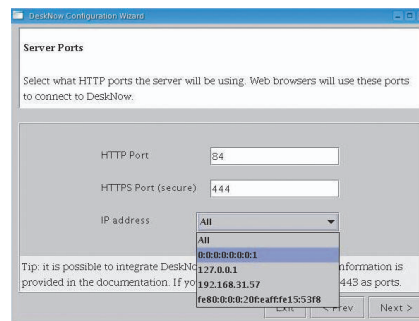 DeskNow Configuration Wizard
Server Ports
Select what HTTP ports the server will be using. Web browsers will use these ports
to connect to DeskNow.
HTTP Port 84
HTTPS Port (secure) 444
IP address All
All
0:0:0:0:0:0:0:1
127.0.0.1
192.168.31.57
fe80:0:0:0:20f:eaff:fe15:53f8
Tip: it is possible to integrate DeskNo nformation is
provided in the documentation. If yo 443 as ports.
Exit < Prev Next >